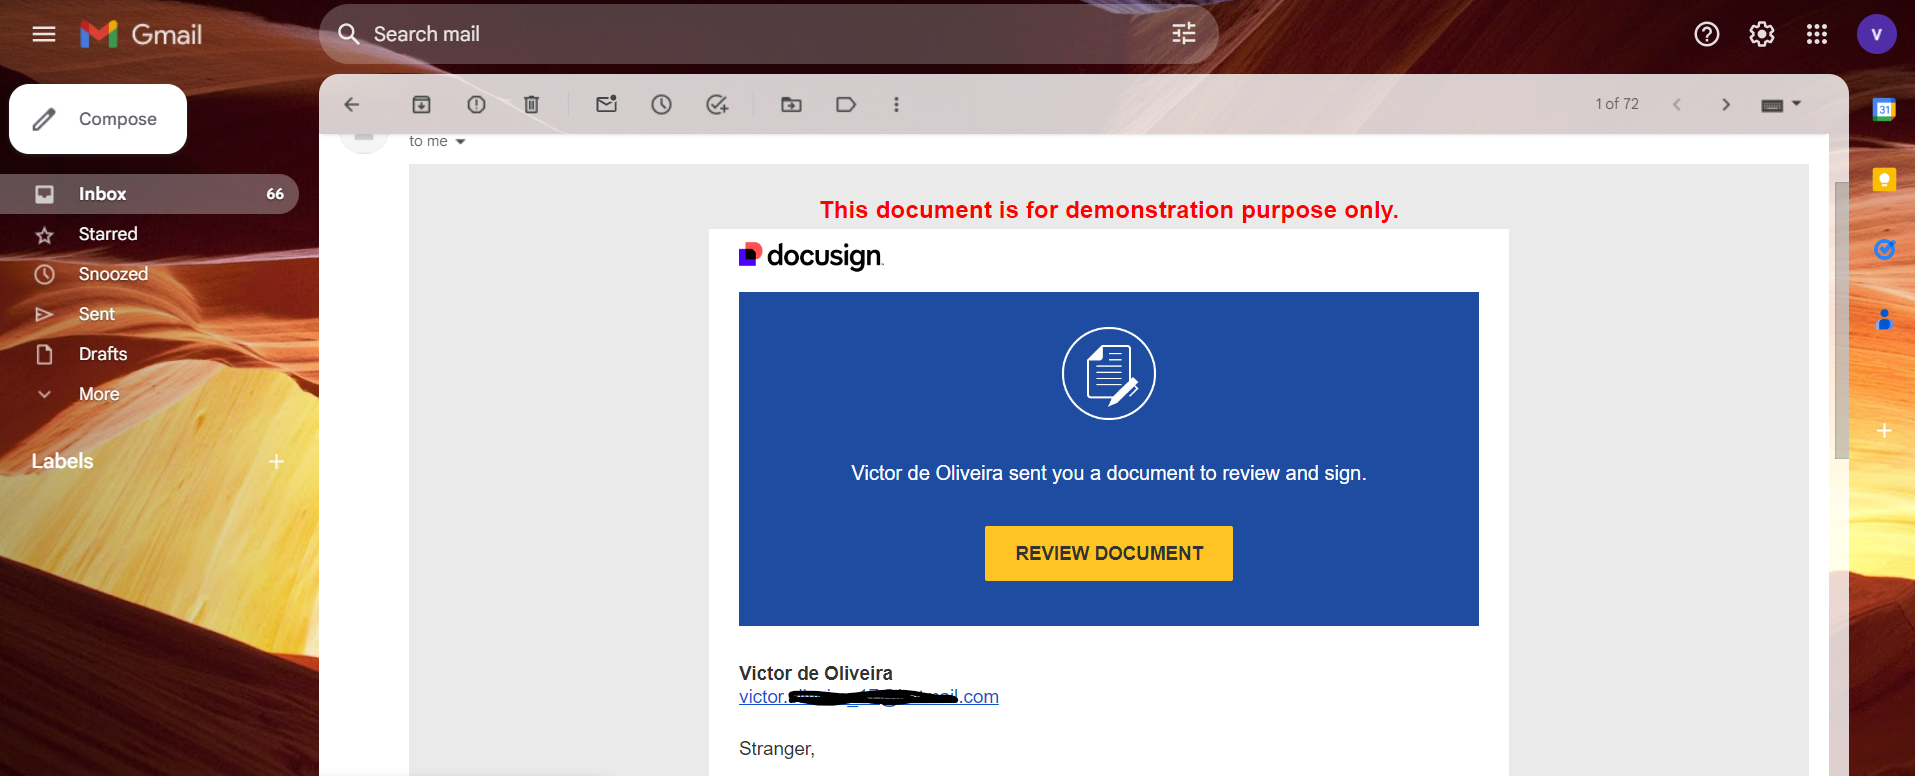 Gmail
Search mail
V
Compose
1 of 72
31
Inbox 66
Starred
Snoozed
Sent
Drafts
More
Labels
to me
This document is for demonstration purpose only.
docusign
Victor de Oliveira sent you a document to review and sign.
REVIEW DOCUMENT
Victor de Oliveira
victor. .com
Stranger,